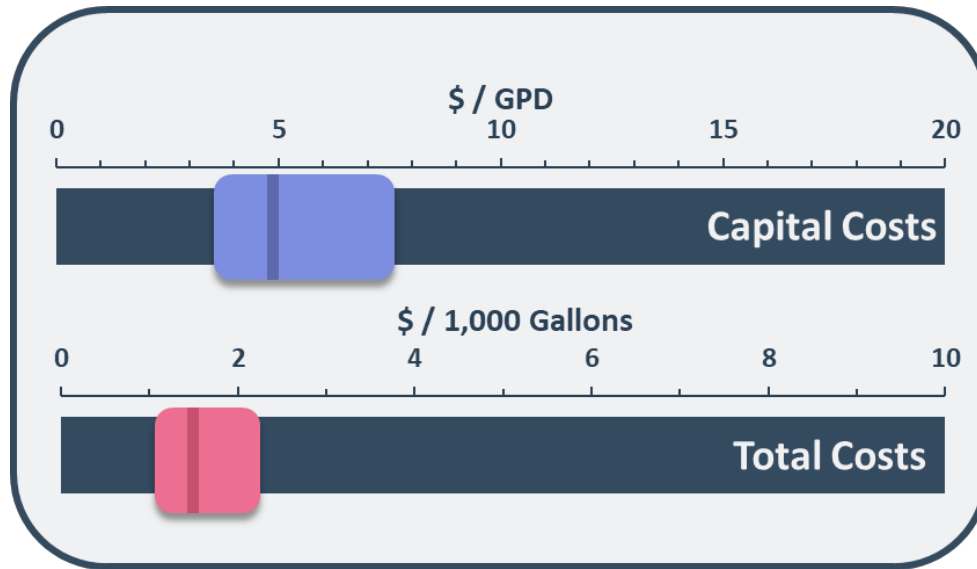 $ / GPD
0 5 10 15 20
Capital Costs
$ / 1,000 Gallons
0 2 4 6 8 10
Total Costs